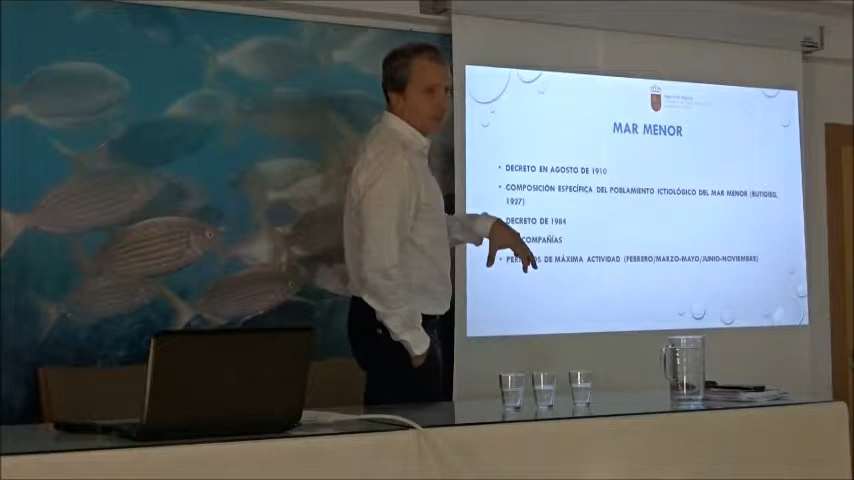 MAR MENOR
• DECRETO EN AGOSTO DE 1910
• COMPOSICIÓN ESPECÍFICA DEL POBLAMIENTO ICTIOLÓGICO DEL MAR MENOR (BUTIGIEG,
1927)
DECRETO DE 1984
COMPAÑÍAS
• DE MÁXIMA ACTIVIDAD (FEBRERO/MARZO-MAYO/JUNIO-NOVIEMBRE)